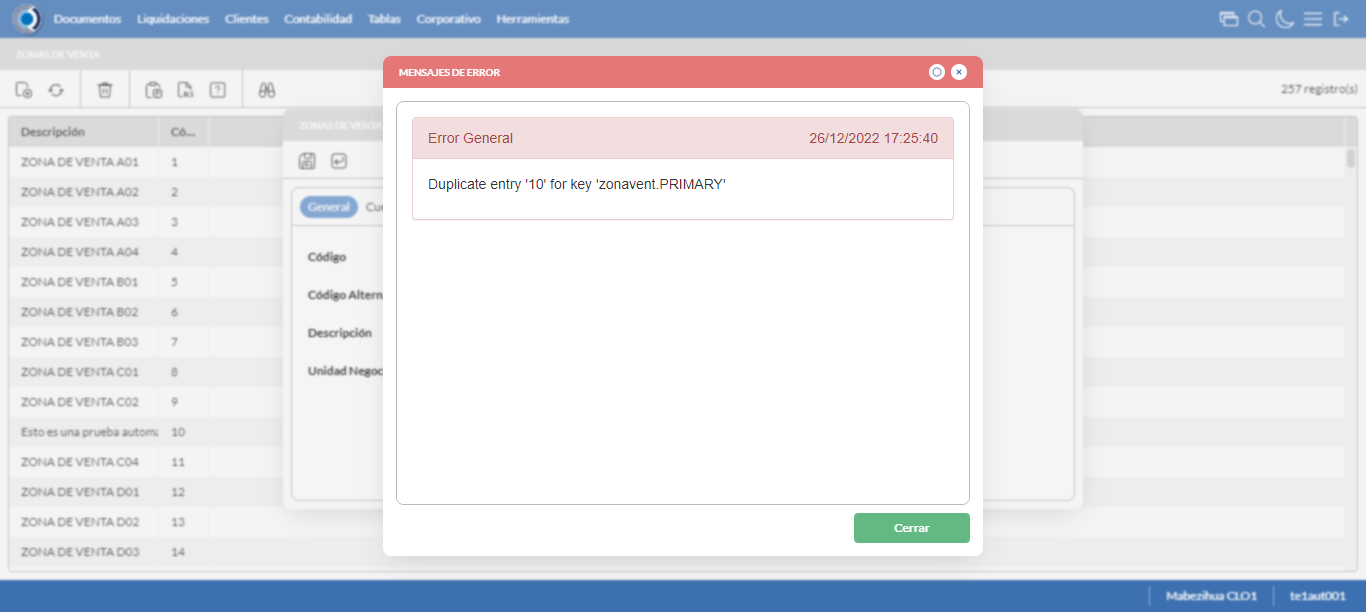 Documentos Liquidaciones Clientes Contabilidad Tablas Corporativo Herramientas
ZONAS DE VENTA
257 registro(s)
Descripción Có...
ZONA DE VENTA A01 1
ZONA DE VENTA A02 2
ZONA DE VENTA A03 3
ZONA DE VENTA A04 4
ZONA DE VENTA B01 5
ZONA DE VENTA B02 6
ZONA DE VENTA B03 7
ZONA DE VENTA C01 8
ZONA DE VENTA C02 9
Esto es una prueba automa 10
ZONA DE VENTA C04 11
ZONA DE VENTA D01 12
ZONA DE VENTA D02 13
ZONA DE VENTA D03 14
ZONAS DE VENTA
General Cu
Código
Código Altern
Descripción
Unidad Negoc
MENSAJES DE ERROR
Error General 26/12/2022 17:25:40
Duplicate entry '10' for key 'zonavent.PRIMARY'
Cerrar
Mabezihua CLO1 te1aut001